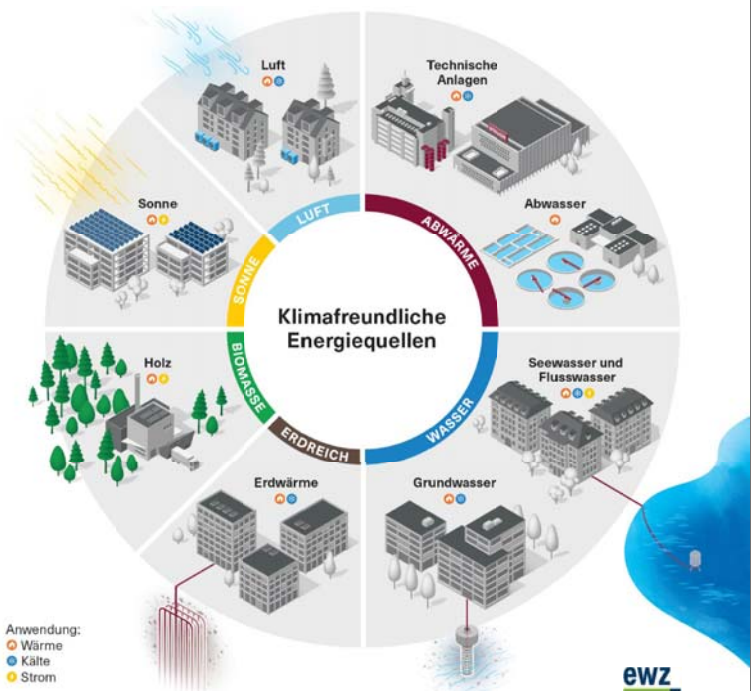 Luft
Technische
Anlagen
Sonne
Abwasser
LUFT
ABWÄRME
SONNE
Klimafreundliche
Energiequellen
BIOMASSE
WASSER
ERDREICH
Holz
Seewasser und
Flusswasser
Erdwärme
Grundwasser
Anwendung:
Wärme
Kälte
Strom
ewz